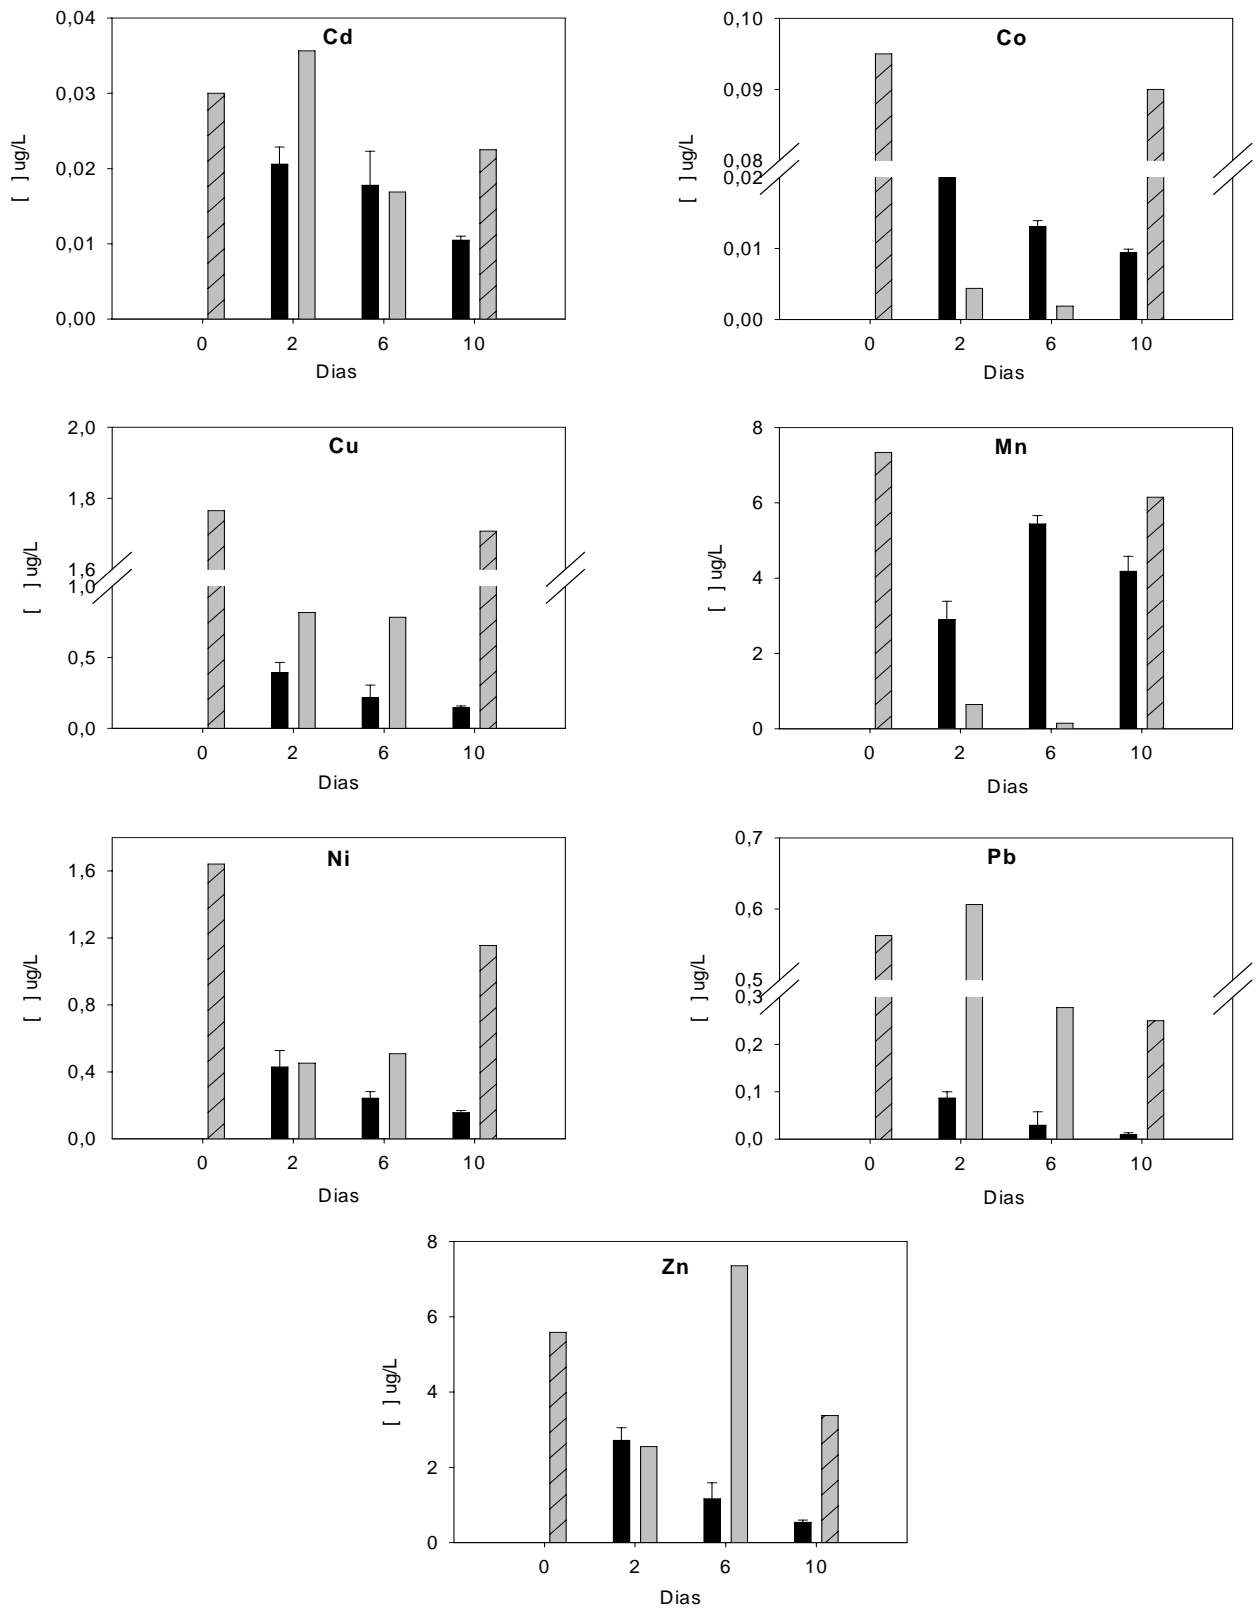 Cd
0,04
0,03
0,02
0,01
0,00
[ ] ug/L
0 2 6 10
Dias
Co
0,10
0,09
0,08
0,02
0,01
0,00
[ ] ug/L
0 2 6 10
Dias
Cu
2,0
1,8
1,6
1,0
0,5
0,0
[ ] ug/L
0 2 6 10
Dias
Mn
8
6
4
2
0
[ ] ug/L
0 2 6 10
Dias
Ni
1,6
1,2
0,8
0,4
0,0
[ ] ug/L
0 2 6 10
Dias
Pb
0,7
0,6
0,5
0,3
0,2
0,1
0,0
[ ] ug/L
0 2 6 10
Dias
Zn
8
6
4
2
0
[ ] ug/L
0 2 6 10
Dias